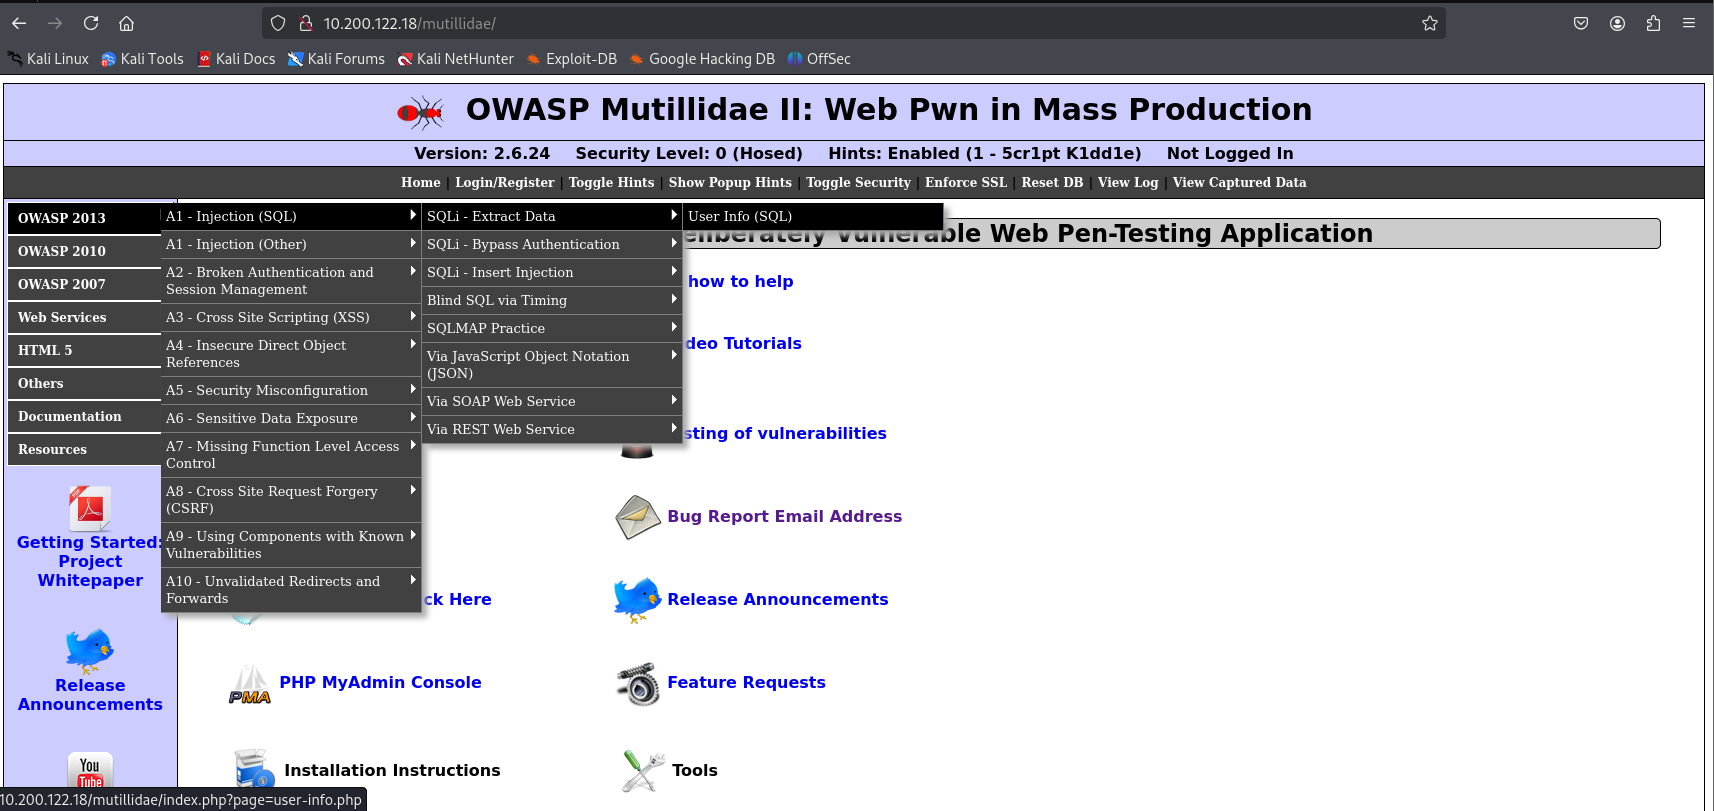 10.200.122.18/mutillidae/
Kali Linux Kali Tools Kali Docs Kali Forums Kali NetHunter Exploit-DB Google Hacking DB OffSec
OWASP Mutillidae II: Web Pwn in Mass Production
Version: 2.6.24 Security Level: 0 (Hosed) Hints: Enabled (1 - 5cr1pt K1dd1e) Not Logged In
Home | Login/Register | Toggle Hints | Show Popup Hints | Toggle Security | Enforce SSL | Reset DB | View Log | View Captured Data
OWASP 2013
OWASP 2010
OWASP 2007
Web Services
HTML 5
Others
Documentation
Resources
A1 - Injection (SQL)
A1 - Injection (Other)
A2 - Broken Authentication and
Session Management
A3 - Cross Site Scripting (XSS)
A4 - Insecure Direct Object
References
A5 - Security Misconfiguration
A6 - Sensitive Data Exposure
A7 - Missing Function Level Access
Control
A8 - Cross Site Request Forgery
(CSRF)
A9 - Using Components with Known
Vulnerabilities
A10 - Unvalidated Redirects and
Forwards
SQLi - Extract Data
SQLi - Bypass Authentication
SQLi - Insert Injection
Blind SQL via Timing
SQLMAP Practice
Via JavaScript Object Notation
(JSON)
Via SOAP Web Service
Via REST Web Service
User Info (SQL)
Vulnerable Web Pen-Testing Application
how to help
deo Tutorials
sting of vulnerabilities
Bug Report Email Address
ck Here
Release Announcements
PMA
PHP MyAdmin Console
Feature Requests
Installation Instructions
Tools
Getting Started:
Project
Whitepaper
Release
Announcements
You
Tube
10.200.122.18/mutillidae/index.php?page=user-info.php